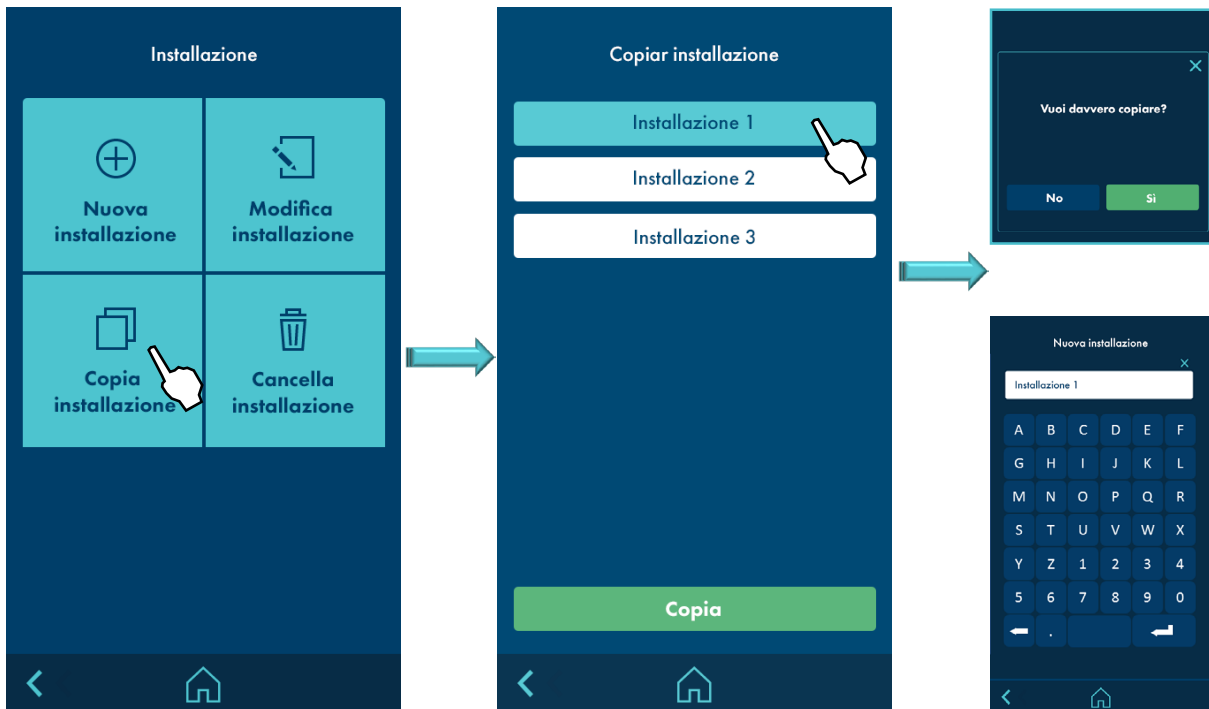 Installazione
Nuova
installazione
Modifica
installazione
Copia
installazione
Cancella
installazione
Copiar installazione
Installazione 1
Installazione 2
Installazione 3
Copia
Vuoi davvero copiare?
No
Sì
Nuova installazione
Installazione 1
A B C D E F
G H I J K L
M N O P Q R
S T U V W X
Y Z 1 2 3 4
5 6 7 8 9 0
.